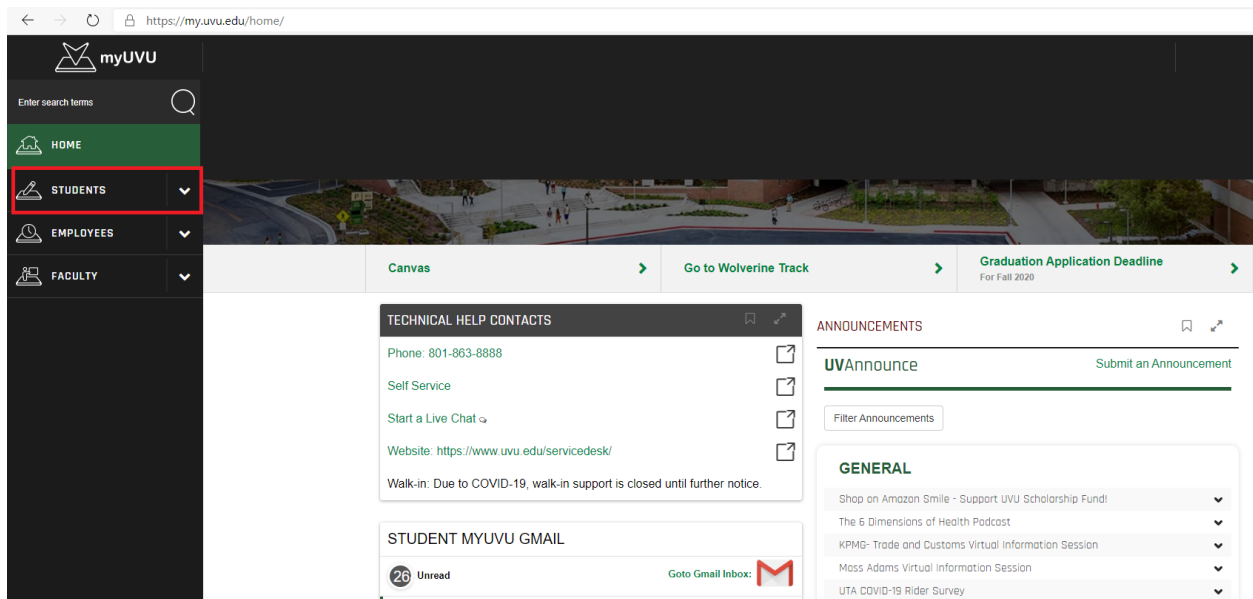 https://my.uvu.edu/home/
myUVU
Enter search terms
HOME
STUDENTS
EMPLOYEES
FACULTY
Canvas
Go to Wolverine Track
Graduation Application Deadline
For Fall 2020
TECHNICAL HELP CONTACTS
Phone: 801-863-8888
Self Service
Start a Live Chat
Website: https://www.uvu.edu/servicedesk/
Walk-in: Due to COVID-19, walk-in support is closed until further notice.
STUDENT MYUVU GMAIL
26 Unread
Goto Gmail Inbox:
ANNOUNCEMENTS
UVAnnounce
Submit an Announcement
Filter Announcements
GENERAL
Shop on Amazon Smile - Support UVU Scholarship Fund!
The 6 Dimensions of Health Podcast
KPMG- Trade and Customs Virtual Information Session
Moss Adams Virtual Information Session
UTA COVID-19 Rider Survey